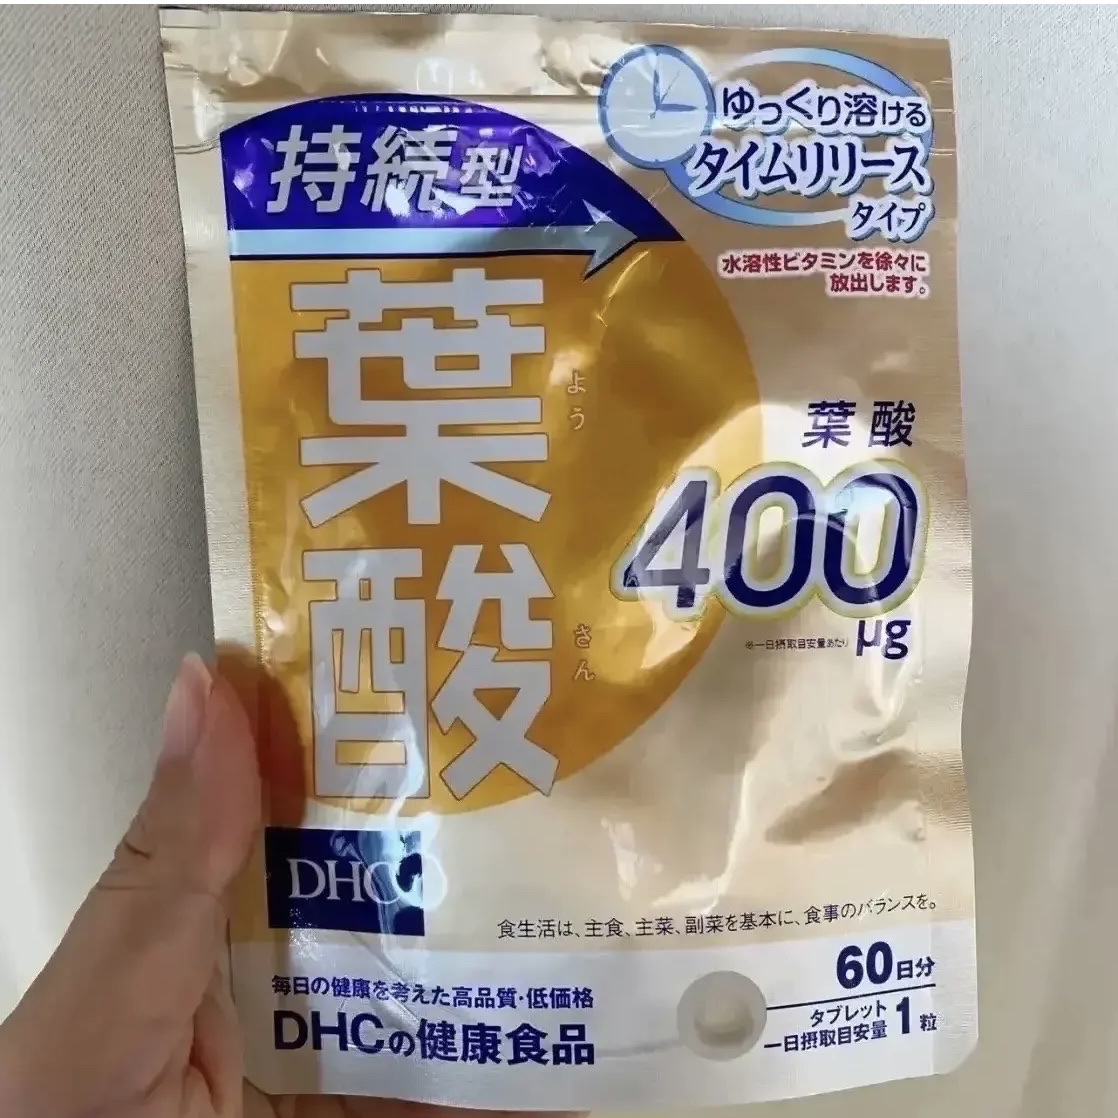 持続型
ゆっくり溶ける
タイムリリース
タイプ
水溶性ビタミンを徐々に
放出します。
葉酸
よう
さん
葉酸
400
μg
※一日摂取目安量あたり
DHC
食生活は、主食、主菜、副菜を基本に、食事のバランスを。
毎日の健康を考えた高品質・低価格
DHCの健康食品
60日分
タブレット
一日摂取目安量 1粒